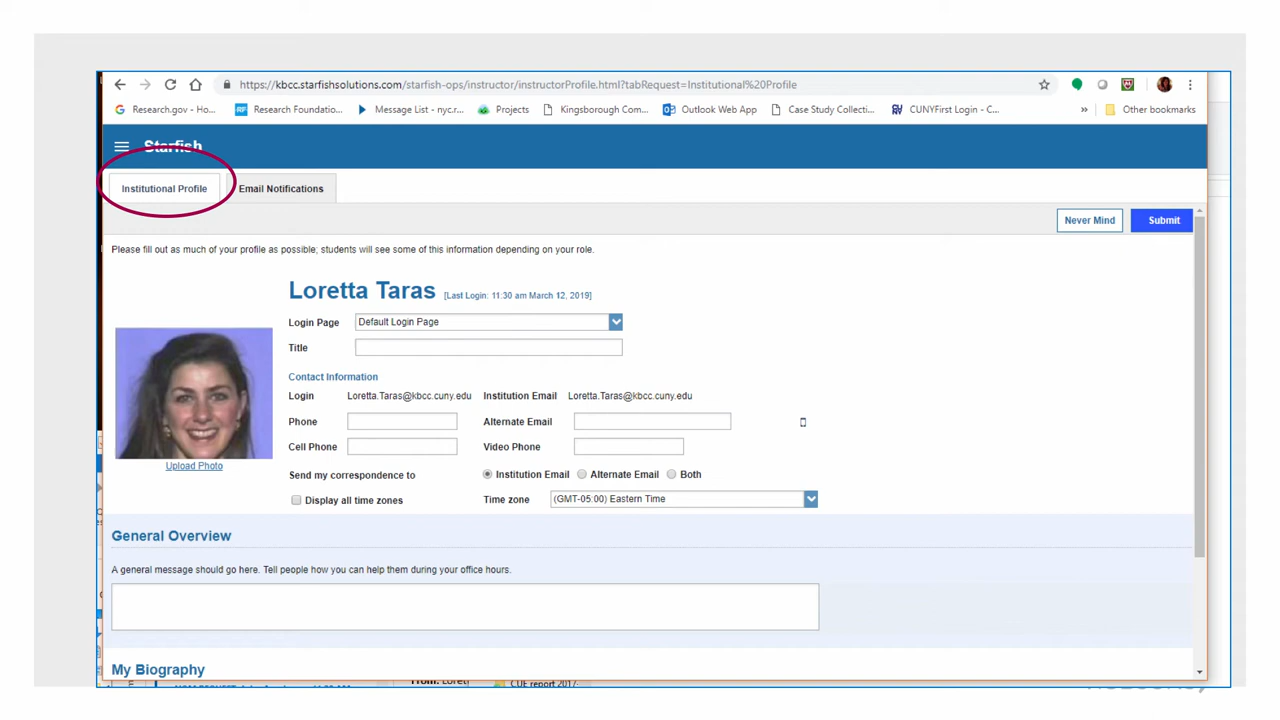 https://kbcc.starfishsolutions.com/starfish-ops/instructor/instructorProfile.html?tabRequest=Institutional%20Profile
Research.gov - Ho... Research Foundatio... Message List - nyc.r... Projects Kingsborough Com... Outlook Web App Case Study Collecti... CUNYFirst Login - C... » Other bookmarks
Starfish
Institutional Profile Email Notifications
Never Mind Submit
Please fill out as much of your profile as possible; students will see some of this information depending on your role.
Loretta Taras [Last Login: 11:30 am March 12, 2019]
Login Page Default Login Page
Title
Contact Information
Login Loretta.Taras@kbcc.cuny.edu Institution Email Loretta.Taras@kbcc.cuny.edu
Phone Alternate Email
Cell Phone Video Phone
Upload Photo
Send my correspondence to Institution Email Alternate Email Both
Display all time zones Time zone (GMT-05:00) Eastern Time
General Overview
A general message should go here. Tell people how you can help them during your office hours.
My Biography
CUE report 2017-